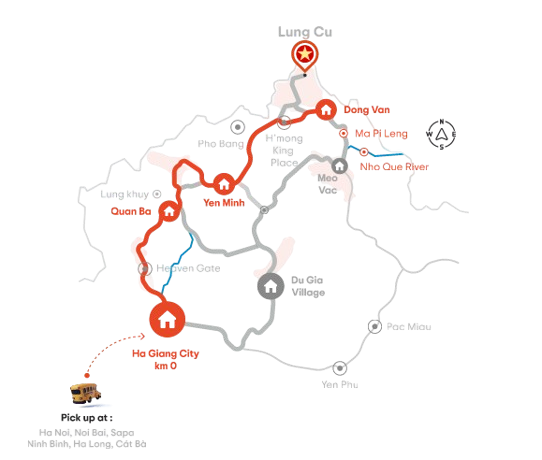 Lung Cu
Dong Van
Ma Pi Leng
Pho Bang
H'mong
King
Place
N
W
E
S
Nho Que River
Meo
Vac
Lung khuy
Yen Minh
Quan Ba
Heaven Gate
Du Gia
Village
Ha Giang City
km 0
Pac Miau
Yen Phu
Pick up at :
Ha Noi, Noi Bai, Sapa
Ninh Binh, Ha Long, Cát Bà